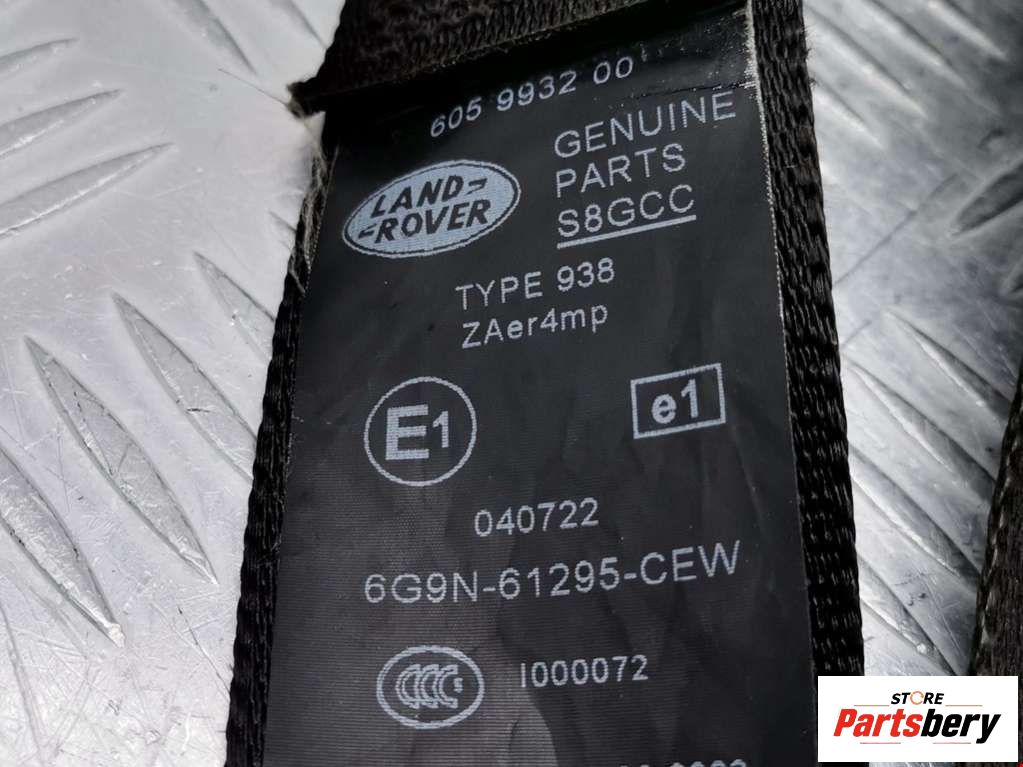 605 9932 00
LAND
ROVER
GENUINE
PARTS
S8GCC
TYPE 938
ZAer4mp
E1
e1
040722
6G9N-61295-CEW
CCC S
I000072
STORE
Partsbery